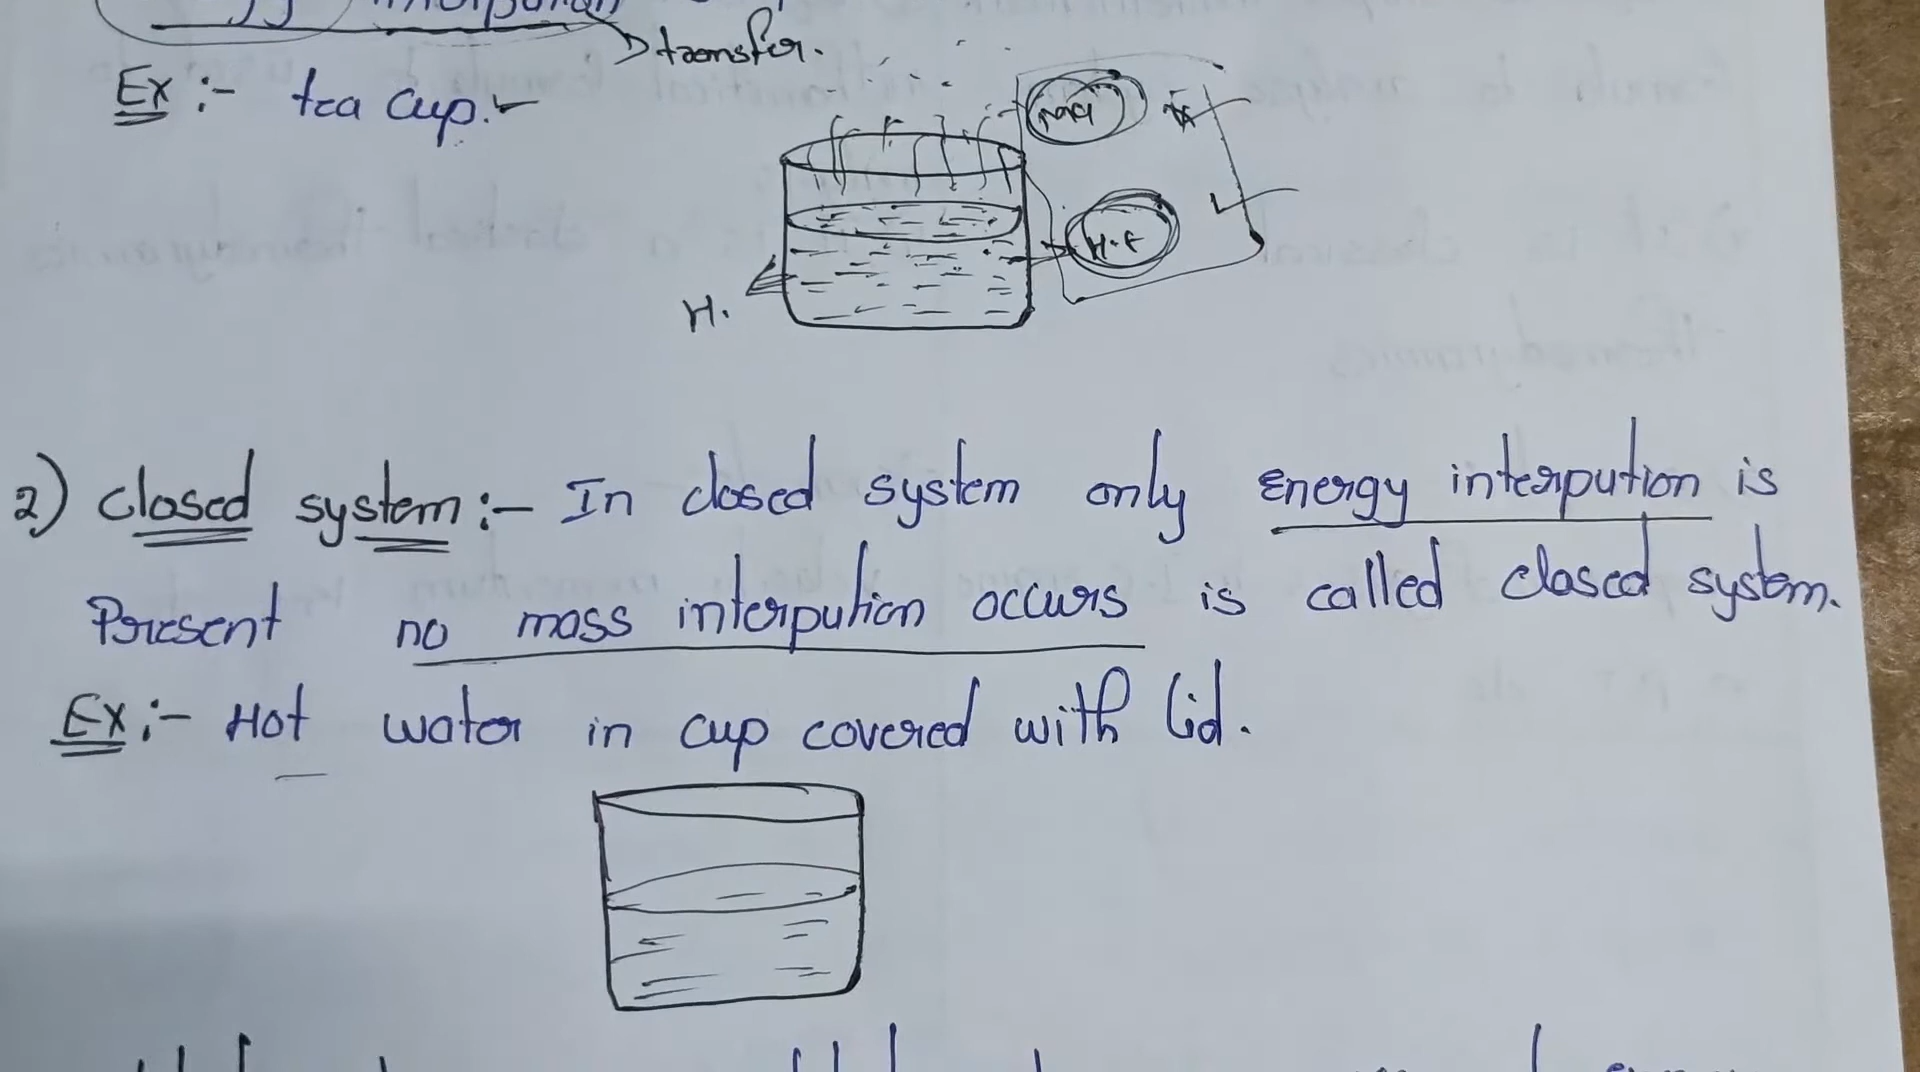 transfer.
Ex :- tea cup.
H.
2) closed system :- In closed system only energy interpution is
Present no mass interpution occurs is called closed system.
Ex :- Hot water in cup covered with lid.